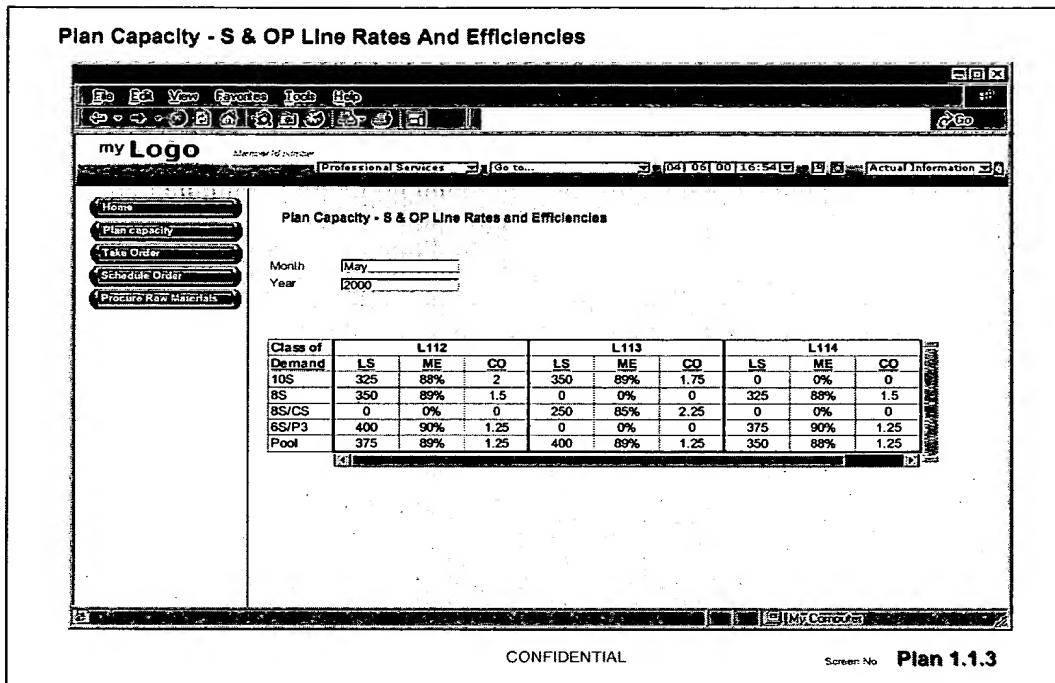 Plan Capacity - S & OP Line Rates And Efficiencies
File Edit View Favorites Tools Help
Go
my Logo Member Id number
Professional Services Go to... 04 06 00 16:54 Actual Information
Home
Plan capacity
Take Order
Schedule Order
Procure Raw Materials
Plan Capacity - S & OP Line Rates and Efficiencies
Month May
Year 2000
Class of L112 L113 L114
Demand LS ME CO LS ME CO LS ME CO
10S 325 88% 2 350 89% 1.75 0 0% 0
8S 350 89% 1.5 0 0% 0 325 88% 1.5
8S/CS 0 0% 0 250 85% 2.25 0 0% 0
6S/P3 400 90% 1.25 0 0% 0 375 90% 1.25
Pool 375 89% 1.25 400 89% 1.25 350 88% 1.25
My Computer
CONFIDENTIAL
Screen No Plan 1.1.3